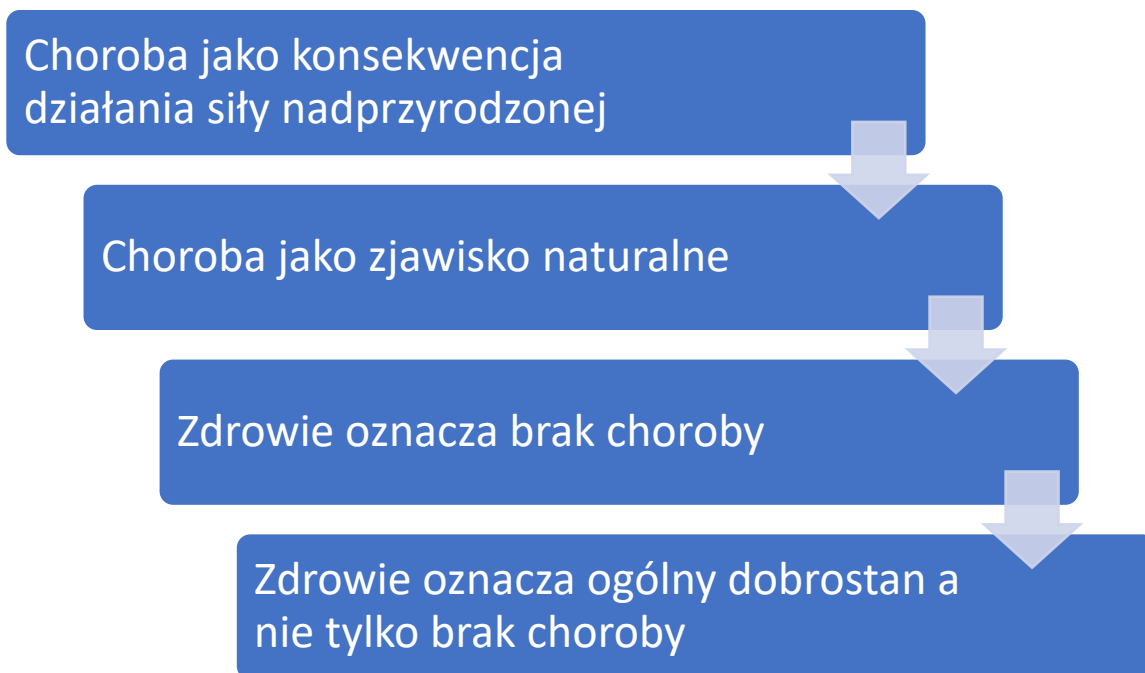 Choroba jako konsekwencja
działania siły nadprzyrodzonej
Choroba jako zjawisko naturalne
Zdrowie oznacza brak choroby
Zdrowie oznacza ogólny dobrostan a
nie tylko brak choroby